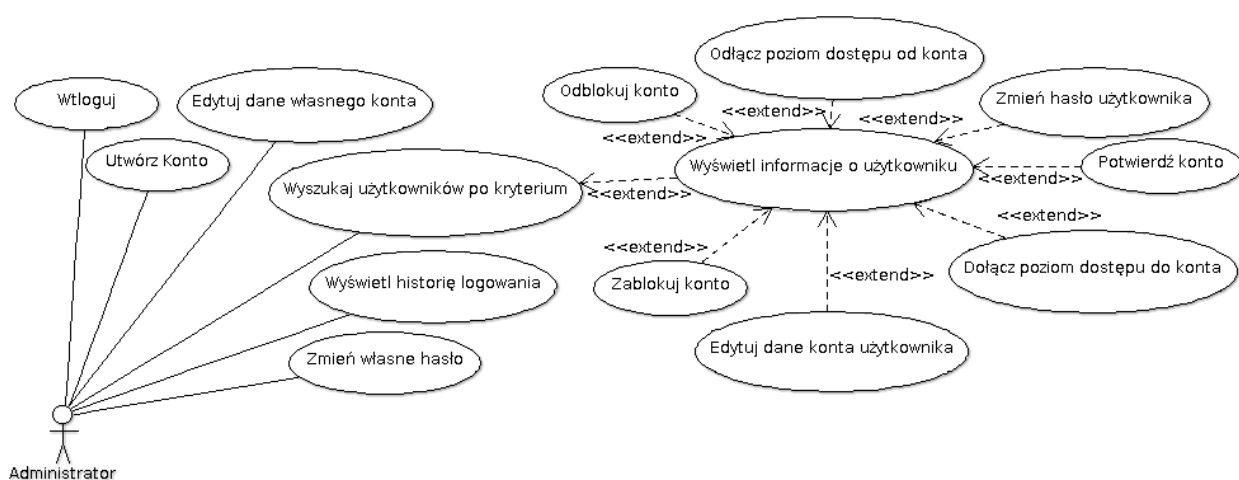 Wtloguj
Edytuj dane własnego konta
Utwórz Konto
Wyszukaj użytkowników po kryterium
Wyświetl historię logowania
Zmień własne hasło
Administrator
Odłącz poziom dostępu od konta
Odblokuj konto
<<extend>>
<<extend>>
<<extend>>
Zmień hasło użytkownika
Wyświetl informacje o użytkowniku
Potwierdź konto
<<extend>>
<<extend>>
<<extend>>
<<extend>>
<<extend>>
Zablokuj konto
Dołącz poziom dostępu do konta
Edytuj dane konta użytkownika